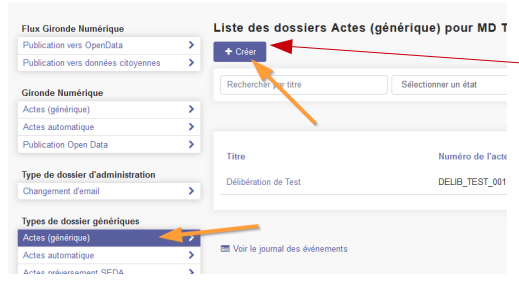 Flux Gironde Numérique
Publication vers OpenData
Publication vers données citoyennes
Gironde Numérique
Actes (générique)
Actes automatique
Publication Open Data
Type de dossier d'administration
Changement d'email
Types de dossier génériques
Actes (générique)
Actes automatique
Actes préversement SEDA
Liste des dossiers Actes (générique) pour MD T
+ Créer
Rechercher par titre
Sélectionner un état
Titre
Numéro de l'acte
Délibération de Test
DELIB_TEST_001
Voir le journal des événements